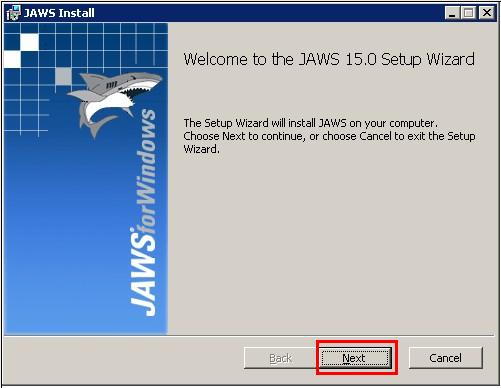 JAWS Install
Welcome to the JAWS 15.0 Setup Wizard
The Setup Wizard will install JAWS on your computer.
Choose Next to continue, or choose Cancel to exit the Setup
Wizard.
JAWS®forWindows
Back
Next
Cancel